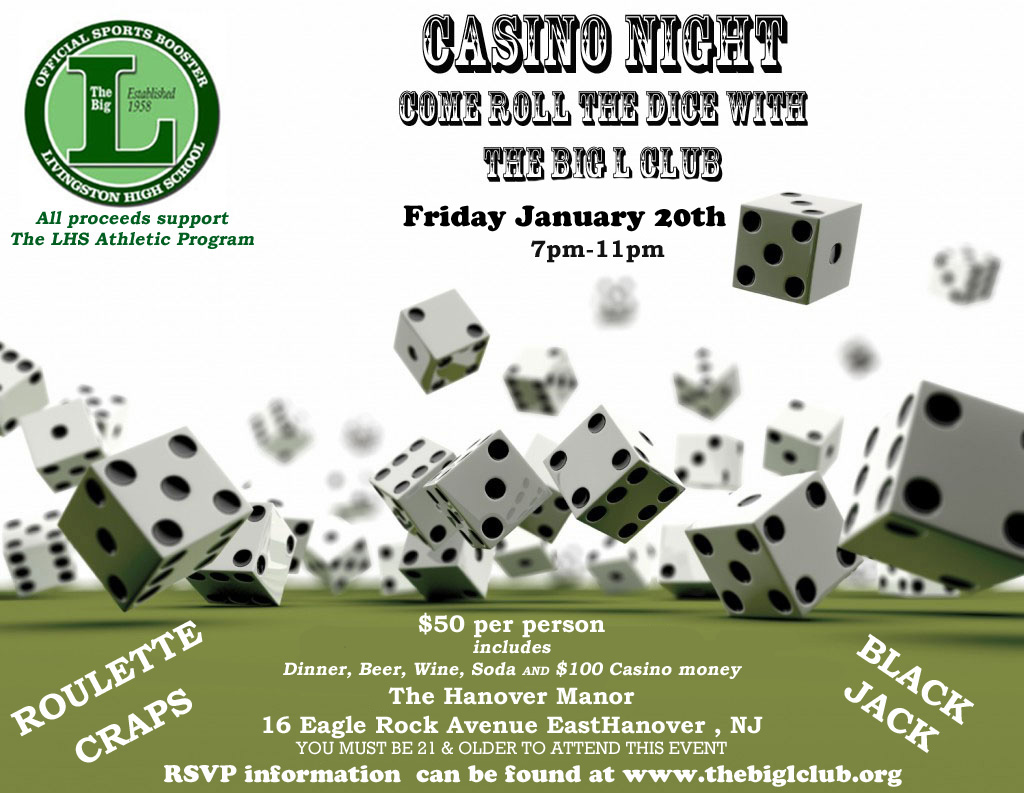 OFFICIAL SPORTS BOOSTER
The
Big
L
Established
1958
LIVINGSTON HIGH SCHOOL
All proceeds support
The LHS Athletic Program
CASINO NIGHT
COME ROLL THE DICE WITH
THE BIG L CLUB
Friday January 20th
7pm-11pm
ROULETTE
CRAPS
$50 per person
includes
Dinner, Beer, Wine, Soda AND $100 Casino money
The Hanover Manor
16 Eagle Rock Avenue EastHanover , NJ
YOU MUST BE 21 & OLDER TO ATTEND THIS EVENT
RSVP information can be found at www.thebiglclub.org
BLACK
JACK